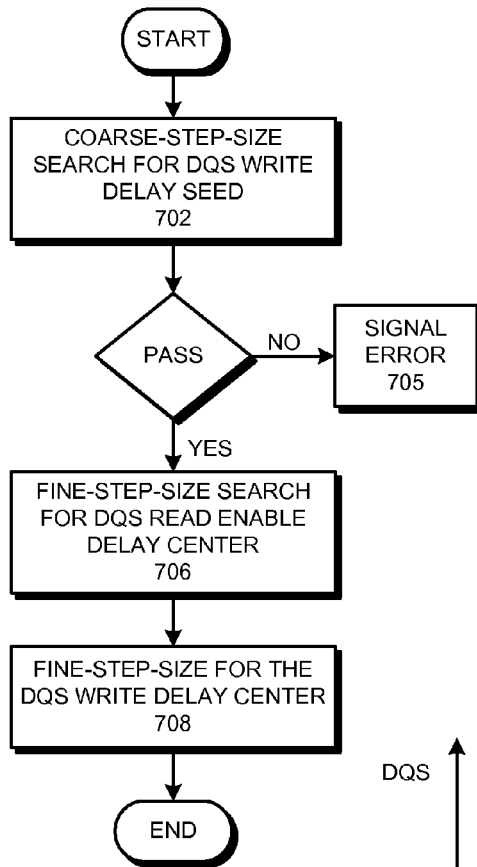 START
COARSE-STEP-SIZE
SEARCH FOR DQS WRITE
DELAY SEED
702
PASS
NO
SIGNAL
ERROR
705
YES
FINE-STEP-SIZE SEARCH
FOR DQS READ ENABLE
DELAY CENTER
706
FINE-STEP-SIZE FOR THE
DQS WRITE DELAY CENTER
708
DQS
END